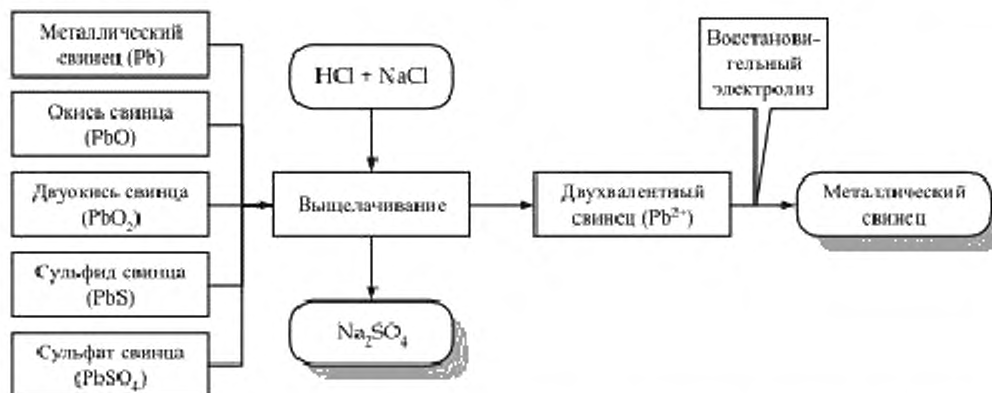 Металлический
свинец (Pb)
Окись свинца
(PbO)
Двуокись свинца
(PbO₂)
Сульфид свинца
(PbS)
Сульфат свинца
(PbSO₄)
HCl + NaCl
Выщелачивание
Na₂SO₄
Двухвалентный
свинец (Pb²⁺)
Восстанови-
тельный
электролиз
Металлический
свинец